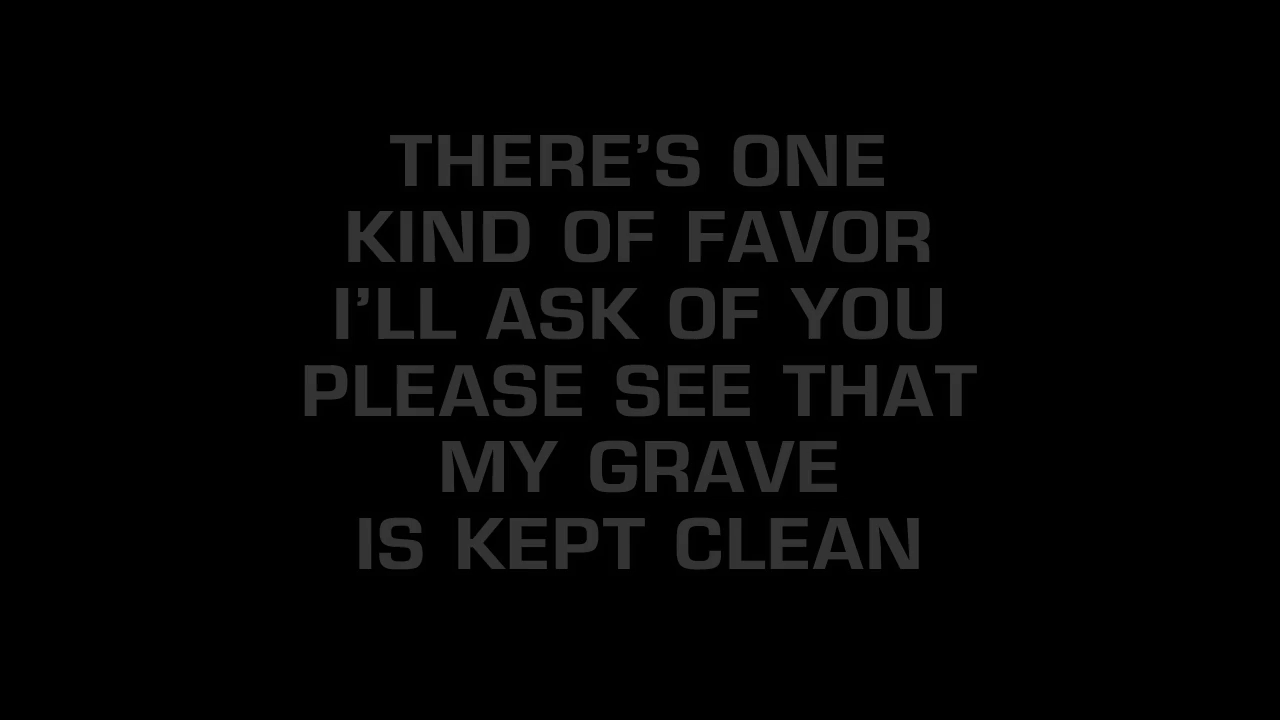 THERE’S ONE
KIND OF FAVOR
I’LL ASK OF YOU
PLEASE SEE THAT
MY GRAVE
IS KEPT CLEAN